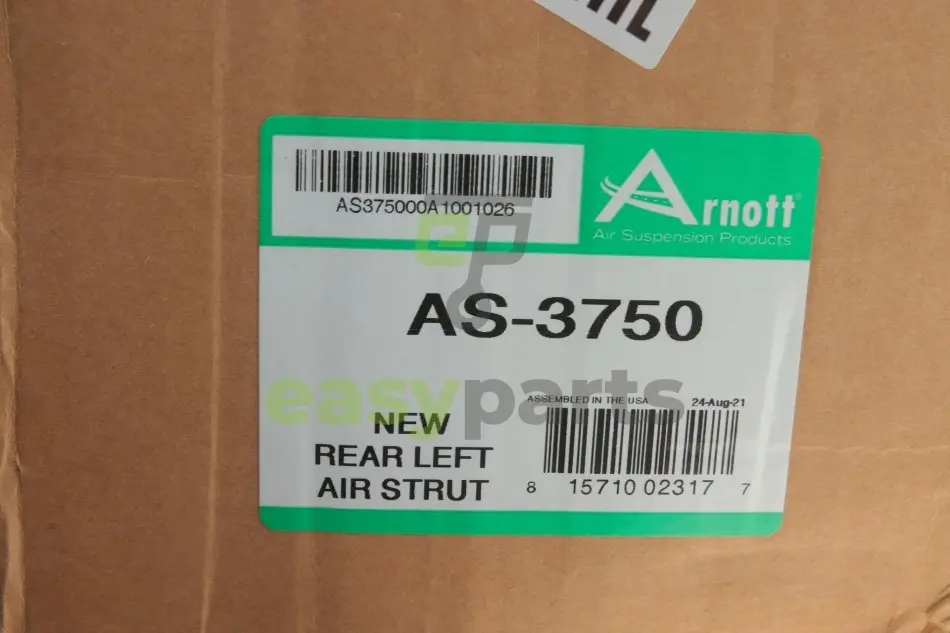 AS375000A1001026
Arnott®
Air Suspension Products
ep
AS-3750
easyparts
ASSEMBLED IN THE USA 24-Aug-21
NEW
REAR LEFT
AIR STRUT
8 15710 02317 7